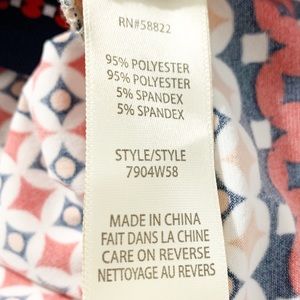 RN#58822
95% POLYESTER
95% POLYESTER
5% SPANDEX
5% SPANDEX
STYLE/STYLE
7904W58
MADE IN CHINA
FAIT DANS LA CHINE
CARE ON REVERSE
NETTOYAGE AU REVERS